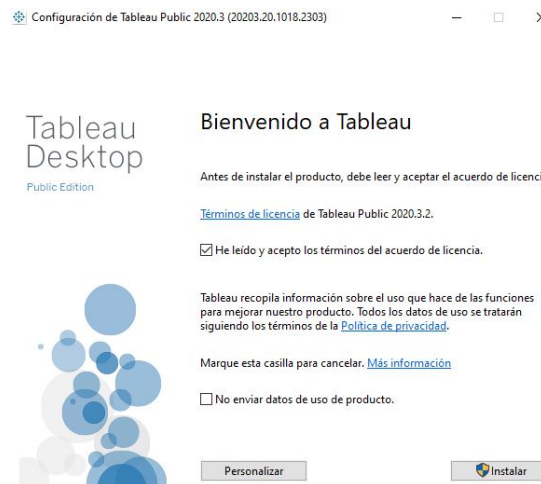 Configuración de Tableau Public 2020.3 (20203.20.1018.2303)
Tableau
Desktop
Public Edition
Bienvenido a Tableau
Antes de instalar el producto, debe leer y aceptar el acuerdo de licenci
Términos de licencia de Tableau Public 2020.3.2.
He leído y acepto los términos del acuerdo de licencia.
Tableau recopila información sobre el uso que hace de las funciones
para mejorar nuestro producto. Todos los datos de uso se tratarán
siguiendo los términos de la Política de privacidad.
Marque esta casilla para cancelar. Más información
No enviar datos de uso de producto.
Personalizar
Instalar